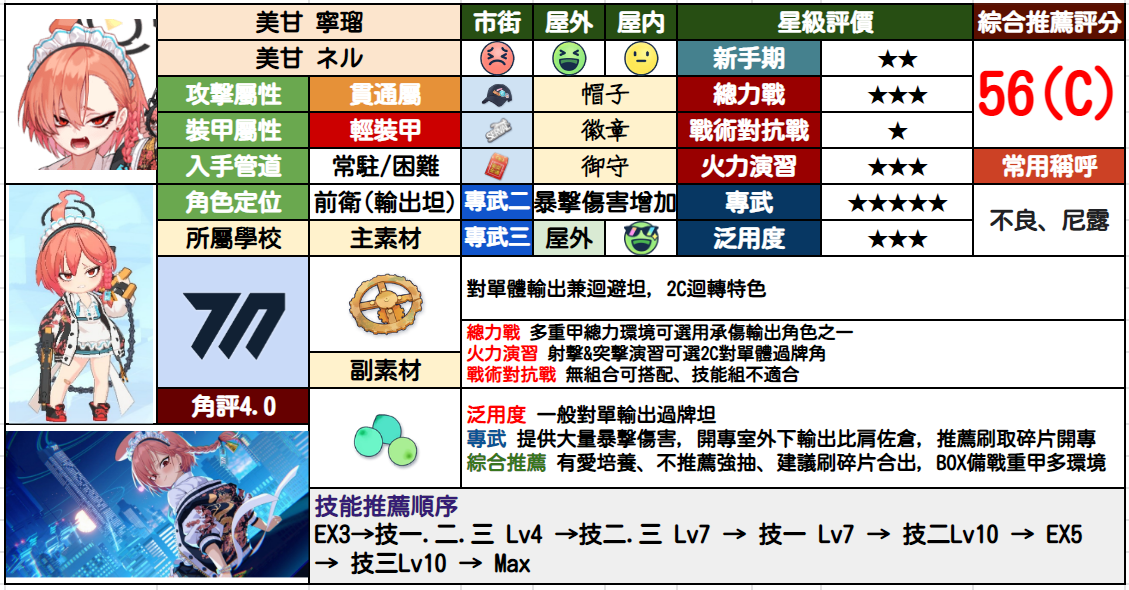 美甘 寧瑠
市街 屋外 屋內
星級評價
綜合推薦評分
美甘 ネル
新手期 ★★
56(C)
攻擊屬性 貫通屬
帽子
總力戰 ★★★
裝甲屬性 輕裝甲
徽章
戰術對抗戰 ★
入手管道 常駐/困難
御守
火力演習 ★★★
常用稱呼
角色定位 前衛(輸出坦)
專武二 暴擊傷害增加
專武 ★★★★★
不良、尼露
所屬學校 主素材
專武三 屋外
泛用度 ★★★
對單體輸出兼迴避坦, 2C迴轉特色
總力戰 多重甲總力環境可選用承傷輸出角色之一
火力演習 射擊&突擊演習可選2C對單體過牌角
戰術對抗戰 無組合可搭配、技能組不適合
副素材
角評4.0
泛用度 一般對單輸出過牌坦
專武 提供大量暴擊傷害, 開專室外下輸出比肩佐倉, 推薦刷取碎片開專
綜合推薦 有愛培養、不推薦強抽、建議刷碎片合出, BOX備戰重甲多環境
技能推薦順序
EX3→技一.二.三 Lv4 →技二.三 Lv7 → 技一 Lv7 → 技二Lv10 → EX5
→ 技三Lv10 → Max